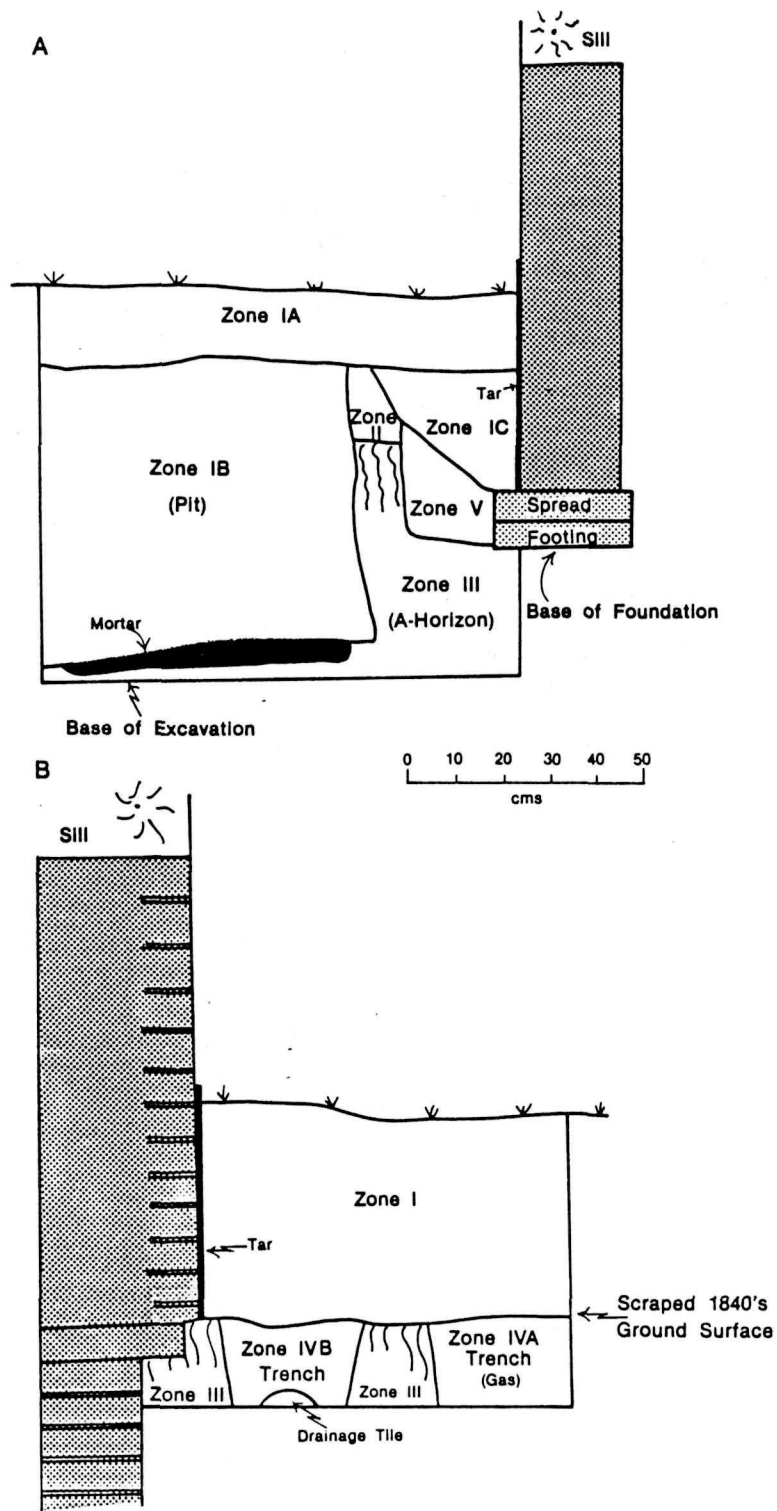 A
SIII
Zone IA
Tar
Zone
II
Zone IC
Zone IB
(Pit)
Zone V
Spread
Footing
Zone III
(A-Horizon)
Base of Foundation
Mortar
Base of Excavation
B
0 10 20 30 40 50
cms
SIII
Zone I
Tar
Scraped 1840's
Ground Surface
Zone IVB
Trench
Zone IVA
Trench
(Gas)
Zone III
Zone III
Drainage Tile